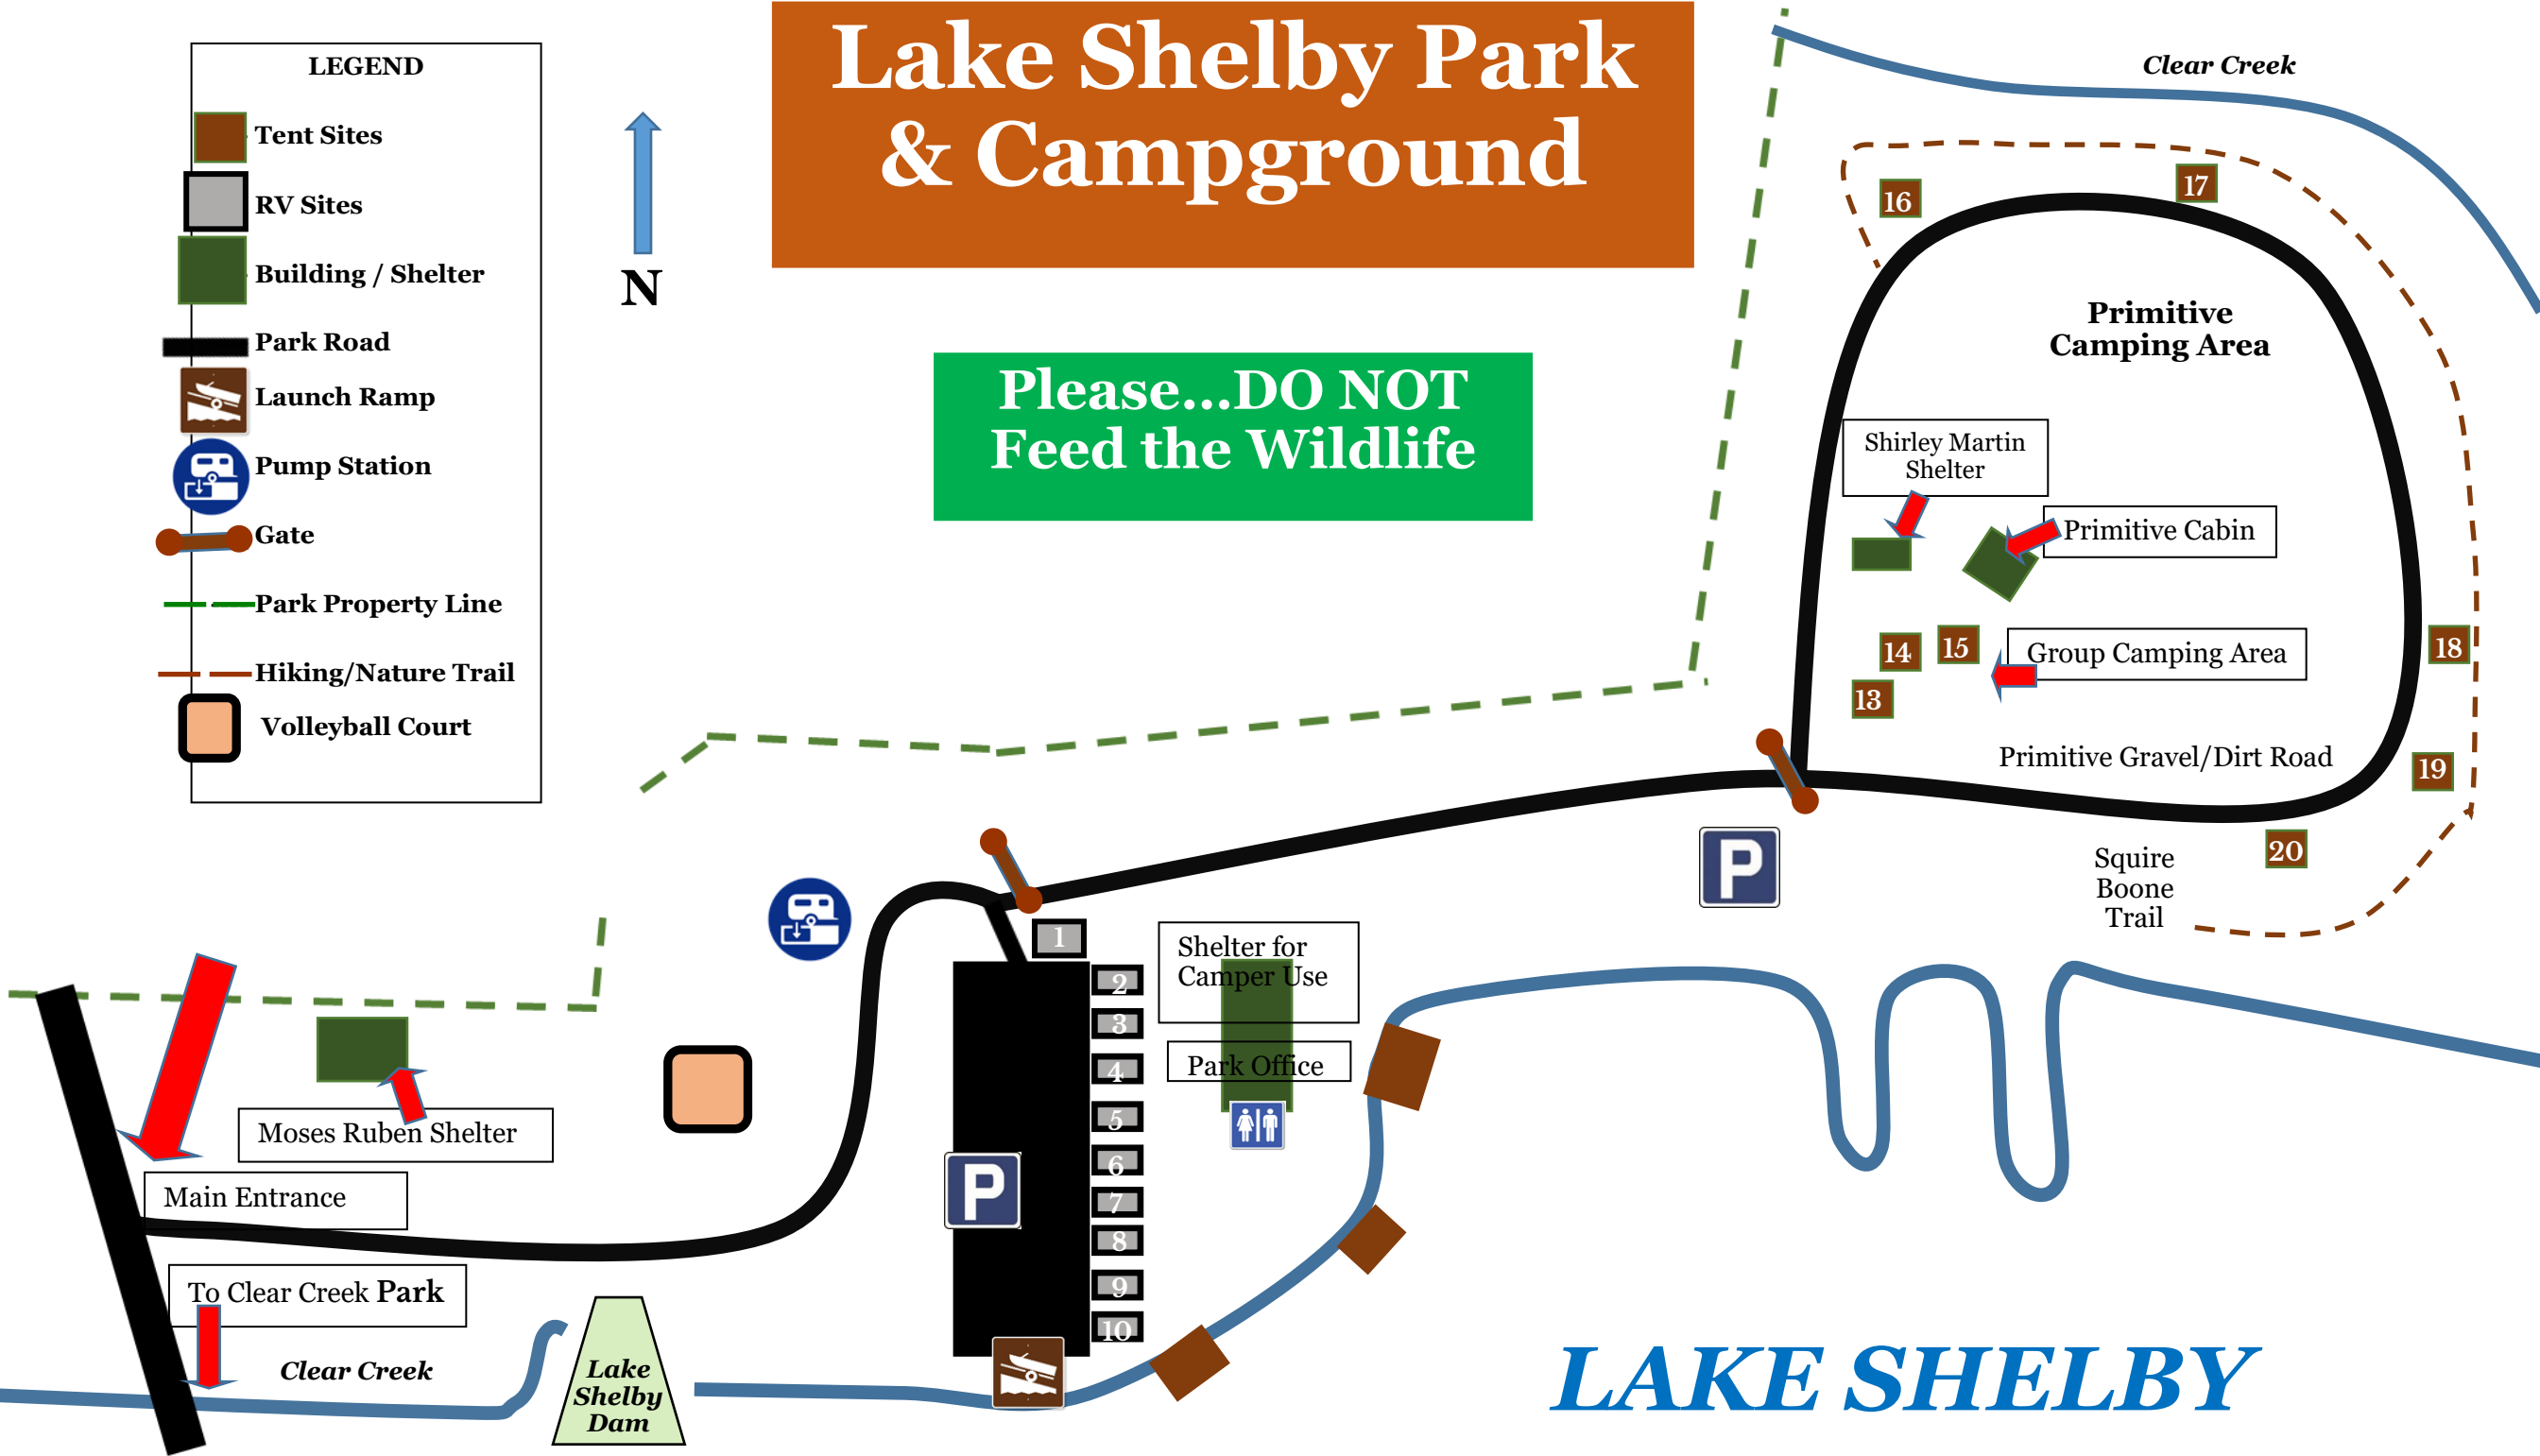 Lake Shelby Park
& Campground
LEGEND
Tent Sites
RV Sites
Building / Shelter
Park Road
Launch Ramp
Pump Station
Gate
Park Property Line
Hiking/Nature Trail
Volleyball Court
N
Please...DO NOT
Feed the Wildlife
Clear Creek
16
17
Primitive
Camping Area
Shirley Martin
Shelter
Primitive Cabin
14
15
Group Camping Area
18
13
Primitive Gravel/Dirt Road
19
20
Squire
Boone
Trail
P
1
2
3
4
5
6
7
8
9
10
Shelter for
Camper Use
Park Office
P
Moses Ruben Shelter
Main Entrance
To Clear Creek Park
Clear Creek
Lake
Shelby
Dam
LAKE SHELBY